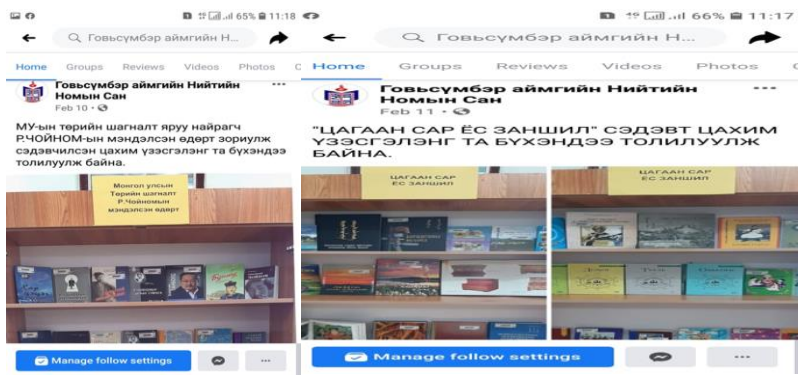 65% 11:18
Говьсүмбэр аймгийн Н...
Home Groups Reviews Videos Photos
Говьсүмбэр аймгийн Нийтийн
Номын Сан
Feb 10
МУ-ын төрийн шагналт яруу найрагч
Р.ЧОЙНОМ-ын мэндэлсэн өдөрт зориулж
сэдэвчилсэн цахим үзэсгэлэнг та бүхэндээ
толилуулж байна.
Монгол улсын
Төрийн шагналт
Р.Чойномын
мэндэлсэн өдөрт
Manage follow settings
66% 11:17
Говьсүмбэр аймгийн Н...
Home Groups Reviews Videos Photos
Говьсүмбэр аймгийн Нийтийн
Номын Сан
Feb 11
"ЦАГААН САР ЁС ЗАНШИЛ" СЭДЭВТ ЦАХИМ
ҮЗЭСГЭЛЭНГ ТА БҮХЭНДЭЭ ТОЛИЛУУЛЖ
БАЙНА.
ЦАГААН САР
ЁС ЗАНШИЛ
ЦАГААН САР
ЁС ЗАНШИЛ
Manage follow settings